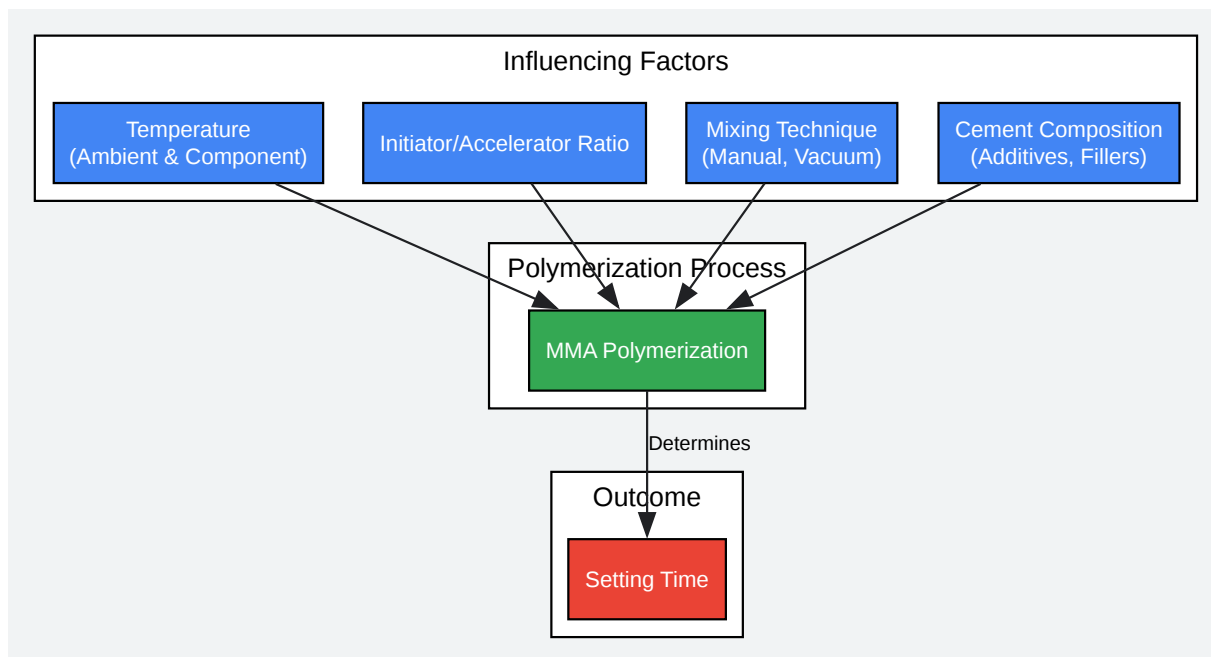 Influencing Factors
Temperature
(Ambient & Component)
Initiator/Accelerator Ratio
Mixing Technique
(Manual, Vacuum)
Cement Composition
(Additives, Fillers)
Polymerization Process
MMA Polymerization
Determines
Outcome
Setting Time